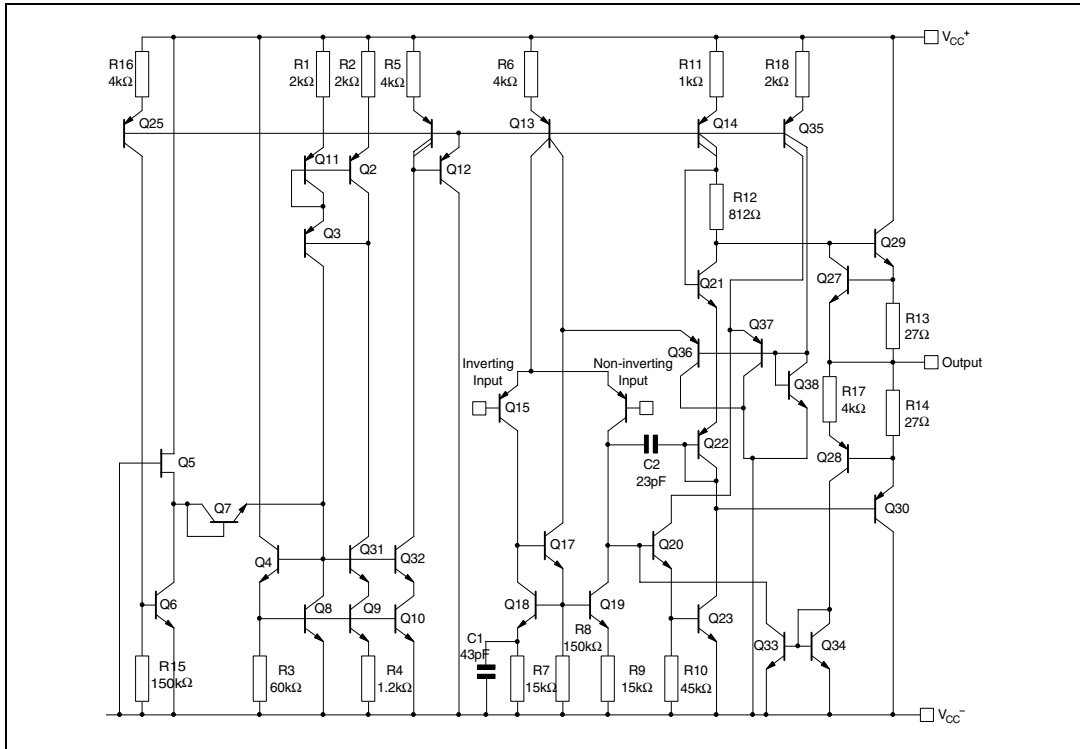 VCC+
R16
4kΩ
R1
2kΩ
R2
2kΩ
R5
4kΩ
R6
4kΩ
R11
1kΩ
R18
2kΩ
Q25
Q13
Q14
Q35
Q11
Q2
Q12
R12
812Ω
Q3
Q29
Q27
Q21
R13
27Ω
Q37
Q36
Inverting
Input
Non-inverting
Input
Output
Q38
R17
4kΩ
R14
27Ω
Q15
Q22
C2
23pF
Q28
Q5
Q7
Q30
Q4
Q31
Q32
Q17
Q20
Q6
Q8
Q9
Q10
Q18
Q19
Q23
C1
43pF
R8
150kΩ
Q33
Q34
R15
150kΩ
R3
60kΩ
R4
1.2kΩ
R7
15kΩ
R9
15kΩ
R10
45kΩ
VCC-